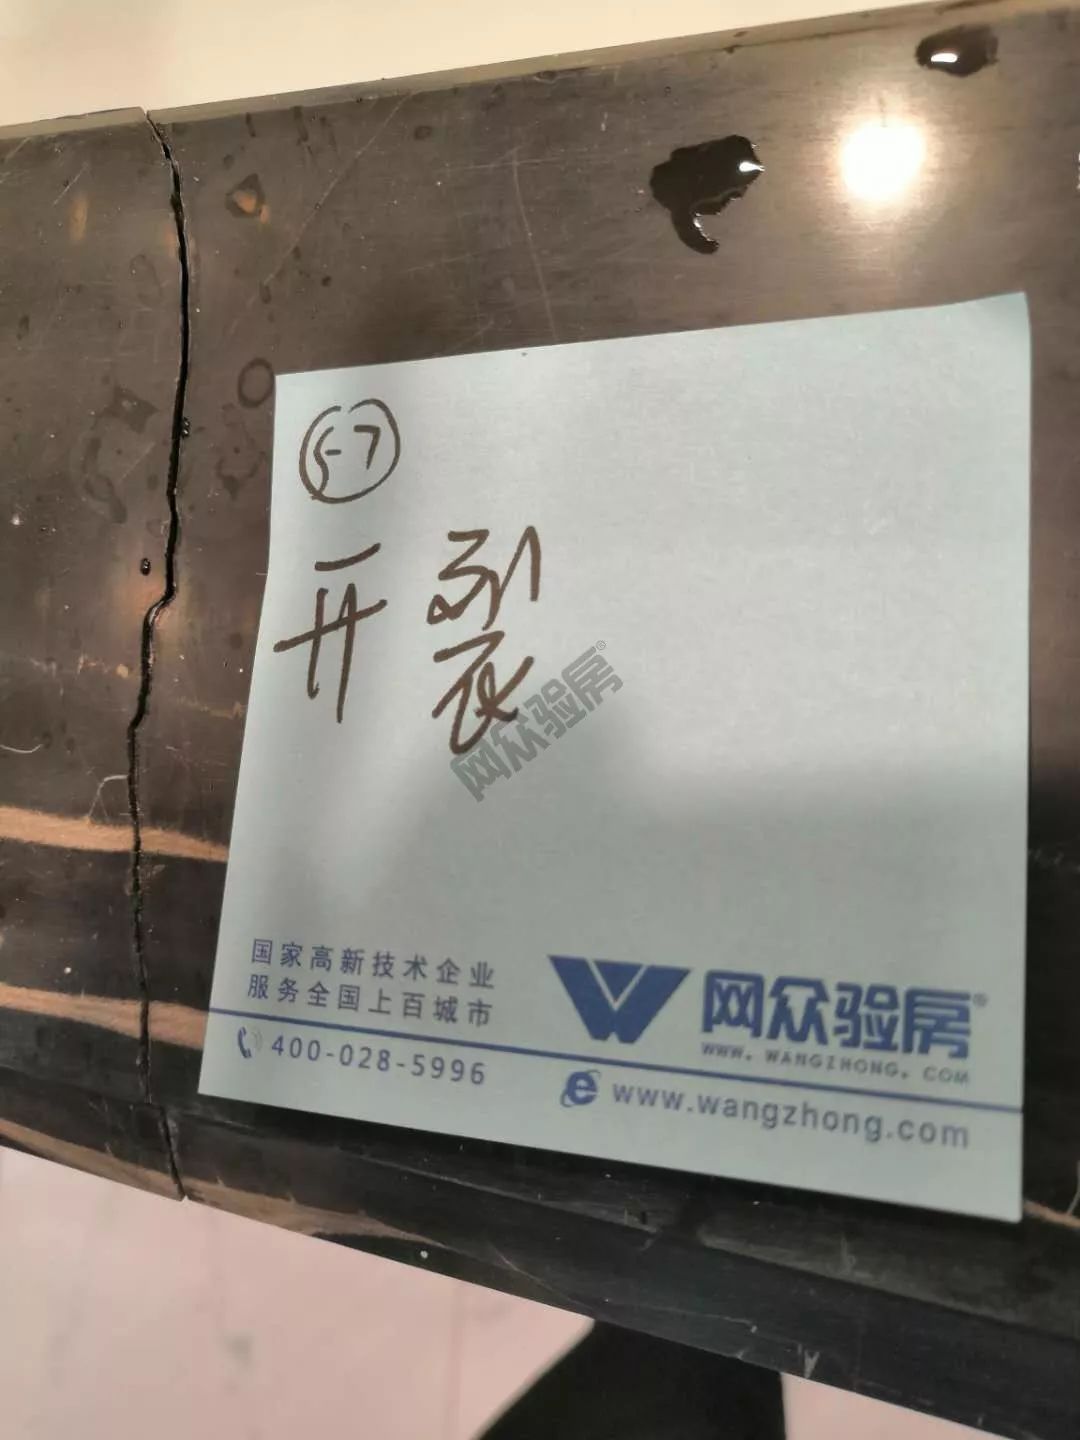 5-7
开裂
网众验房®
国家高新技术企业
服务全国上百城市
400-028-5996
网众验房®
WWW.WANGZHONG.COM
www.wangzhong.com